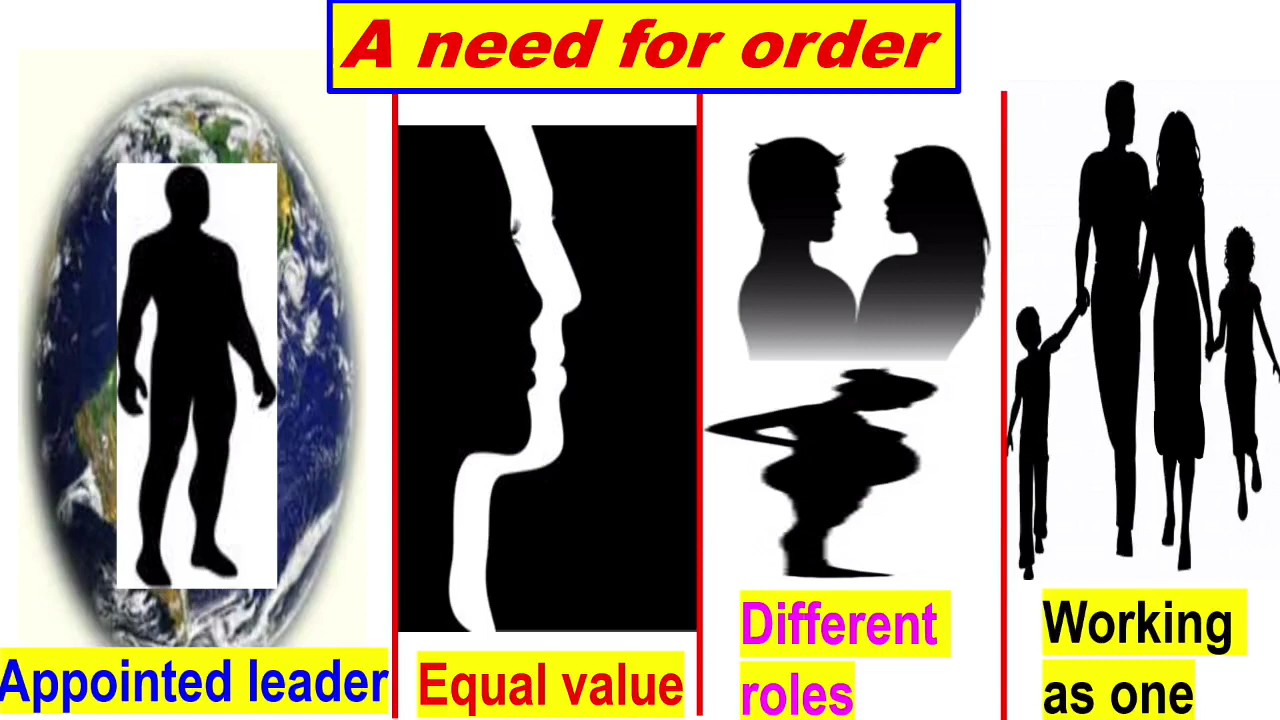 A need for order
Appointed leader
Equal value
Different
roles
Working
as one